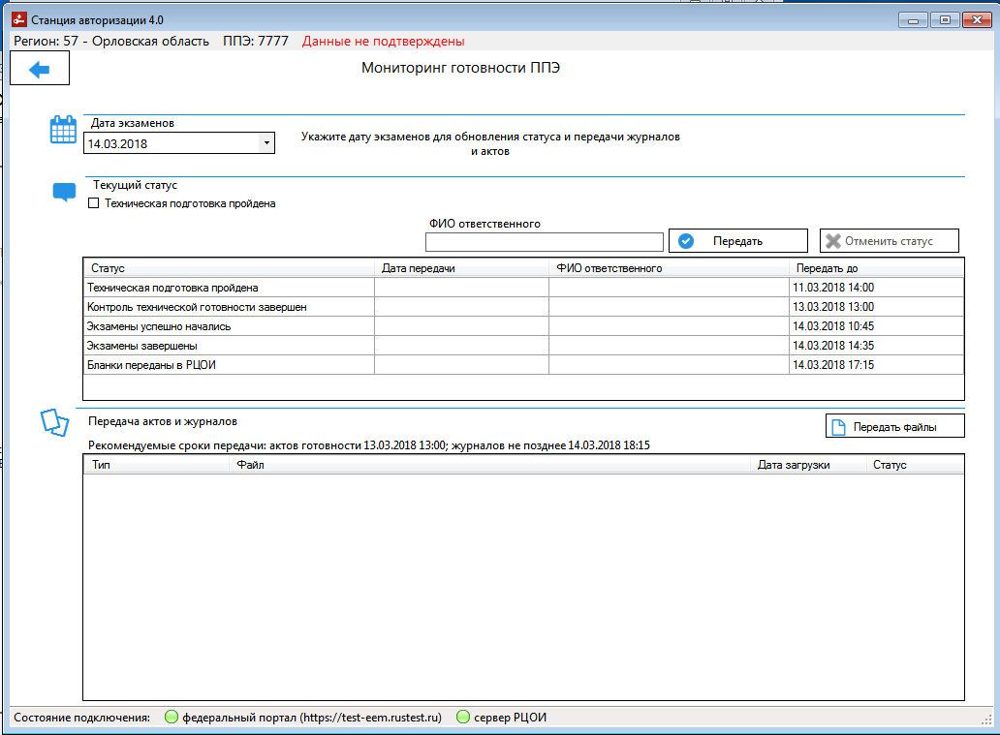 Станция авторизации 4.0
Регион: 57 - Орловская область ППЭ: 7777 Данные не подтверждены
Мониторинг готовности ППЭ
Дата экзаменов
14.03.2018
Укажите дату экзаменов для обновления статуса и передачи журналов
и актов
Текущий статус
Техническая подготовка пройдена
ФИО ответственного
Передать
Отменить статус
Статус Дата передачи ФИО ответственного Передать до
Техническая подготовка пройдена 11.03.2018 14:00
Контроль технической готовности завершен 13.03.2018 13:00
Экзамены успешно начались 14.03.2018 10:45
Экзамены завершены 14.03.2018 14:35
Бланки переданы в РЦОИ 14.03.2018 17:15
Передача актов и журналов
Передать файлы
Рекомендуемые сроки передачи: актов готовности 13.03.2018 13:00; журналов не позднее 14.03.2018 18:15
Тип Файл Дата загрузки Статус
Состояние подключения: федеральный портал (https://test-eem.rustest.ru) сервер РЦОИ